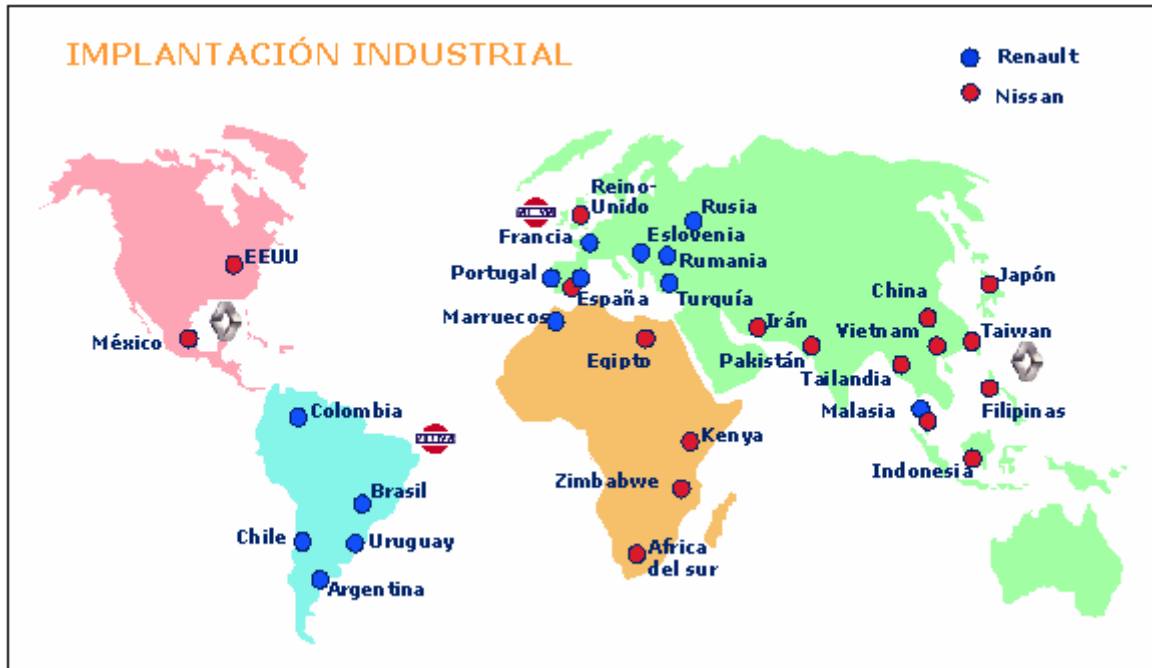 IMPLANTACIÓN INDUSTRIAL
Renault
Nissan
Reino-
Unido
Rusia
Francia
Eslovenia
EEUU
Portugal
Rumania
España
Turquía
Japón
China
Marruecos
Irán
Vietnam
Taiwan
México
Egipto
Pakistán
Tailandia
Colombia
Malasia
Filipinas
Kenya
Indonesia
Zimbabwe
Brasil
Chile
Uruguay
Africa
del sur
Argentina